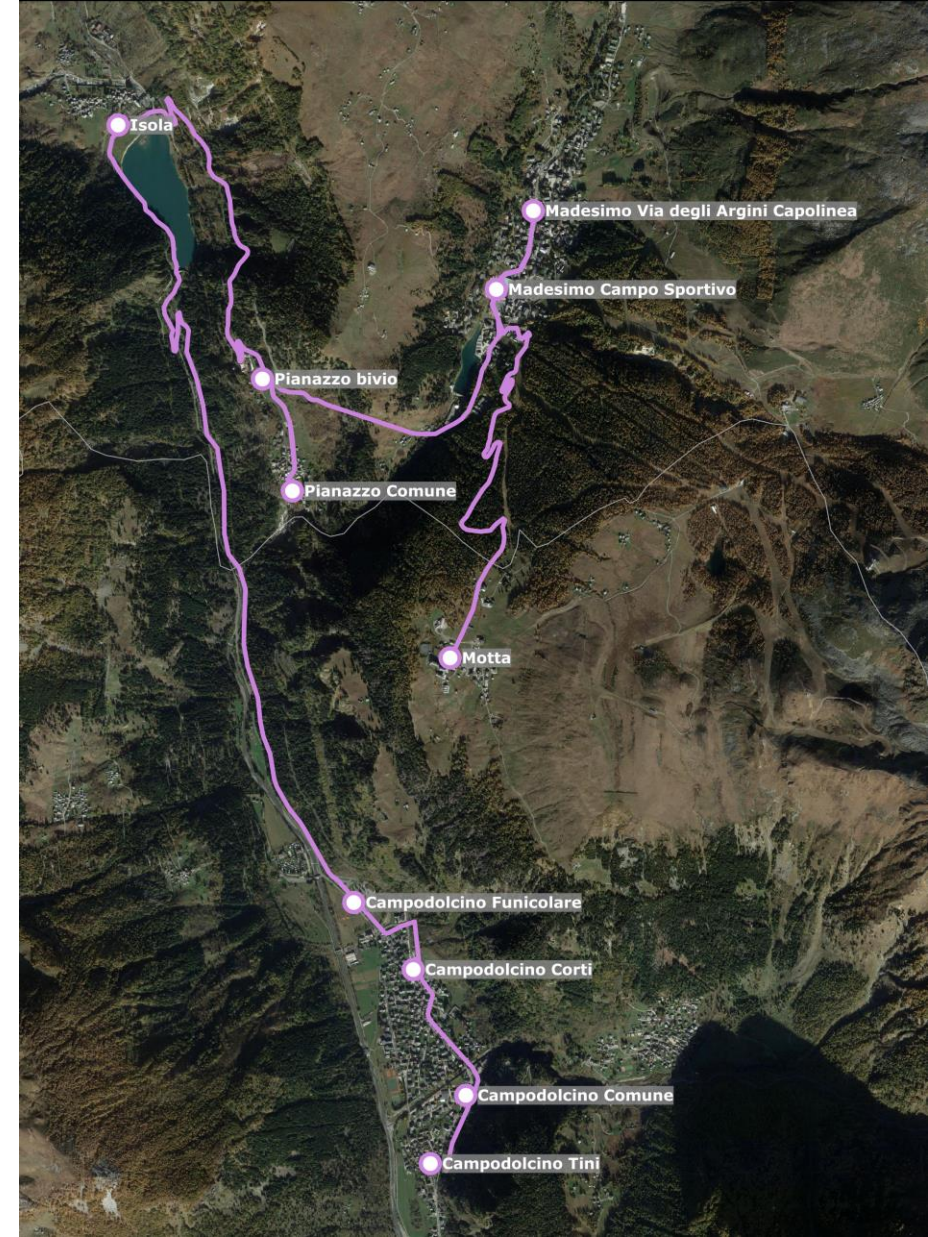 Isola
Madesimo Via degli Argini Capolinea
Madesimo Campo Sportivo
Pianazzo bivio
Pianazzo Comune
Motta
Campodolcino Funicolare
Campodolcino Corti
Campodolcino Comune
Campodolcino Tini